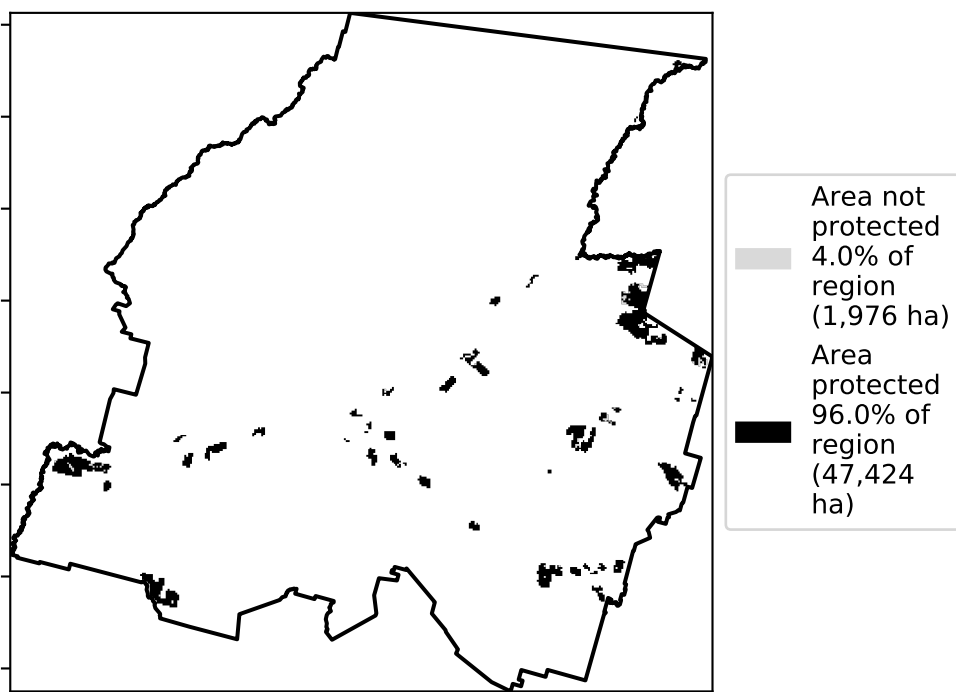 Area not
protected
4.0% of
region
(1,976 ha)
Area
protected
96.0% of
region
(47,424
ha)